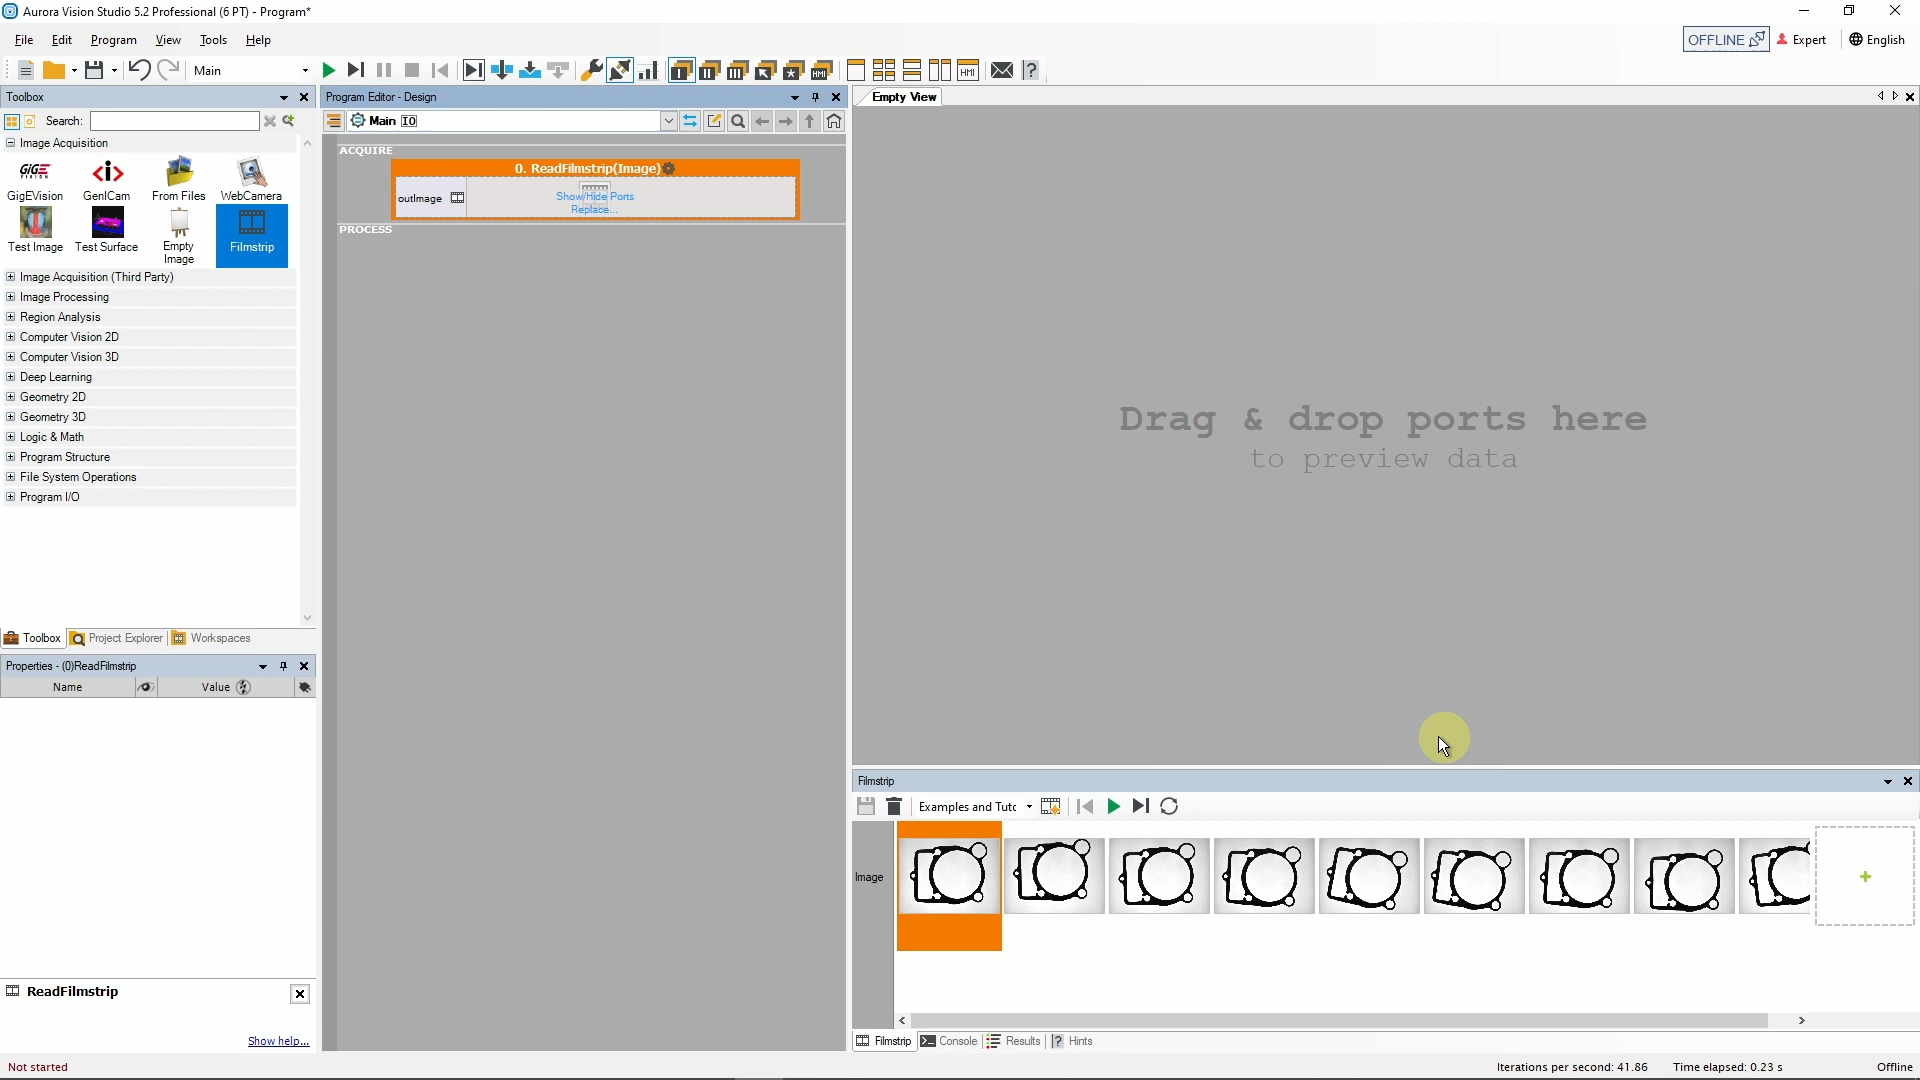 Aurora Vision Studio 5.2 Professional (6 PT) - Program*
File Edit Program View Tools Help
OFFLINE Expert English
Main
Toolbox
Program Editor - Design
Empty View
Search:
Main IO
Image Acquisition
GigEVision GenICam From Files WebCamera
Test Image Test Surface Empty Image Filmstrip
Image Acquisition (Third Party)
Image Processing
Region Analysis
Computer Vision 2D
Computer Vision 3D
Deep Learning
Geometry 2D
Geometry 3D
Logic & Math
Program Structure
File System Operations
Program I/O
ACQUIRE
0. ReadFilmstrip(Image)
outImage
Show/Hide Ports
Replace...
PROCESS
Drag & drop ports here
to preview data
Toolbox Project Explorer Workspaces
Properties - (0)ReadFilmstrip
Name Value
ReadFilmstrip
Show help...
Filmstrip
Examples and Tutc
Image
Filmstrip Console Results Hints
Not started
Iterations per second: 41.86 Time elapsed: 0.23 s Offline